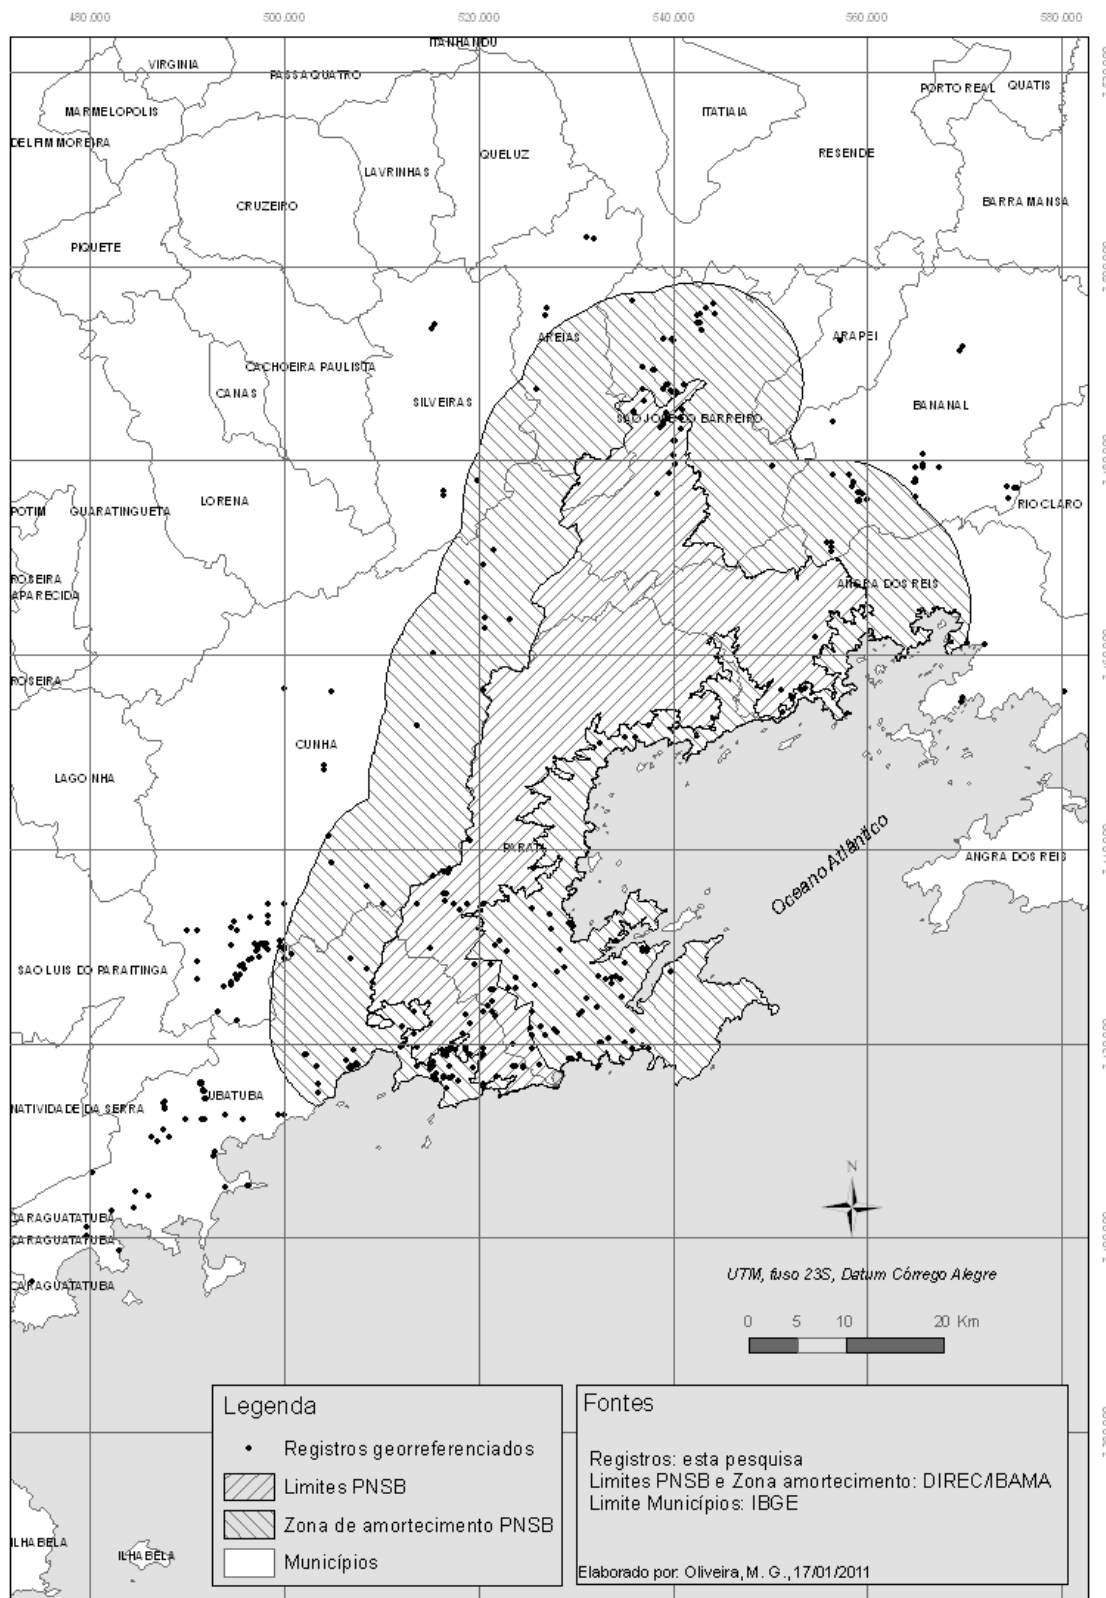 480.000 500.000 520.000 540.000 560.000 580.000
ITANHANDU
VIRGINIA
PASSA QUATRO
PORTO REAL
QUATIS
MARMELOPOLIS
ITATIAIA
DELFIM MOREIRA
QUELUZ
RESENDE
LAVRINHAS
CRUZEIRO
BARRA MANSA
PIQUETE
AREIAS
ARAPEI
CACHOEIRA PAULISTA
CANAS
SILVEIRAS
BANANAL
SAO JOSE DO BARREIRO
LORENA
POTIM
GUARATINGUETA
RIO CLARO
ROSEIRA
APARECIDA
ANGRA DOS REIS
ROSEIRA
CUNHA
LAGOINHA
PARATI
ANGRA DOS REIS
Oceano Atlântico
SAO LUIS DO PARAITINGA
UBATUBA
NATIVIDADE DA SERRA
N
CARAGUATATUBA
CARAGUATATUBA
CARAGUATATUBA
UTM, fuso 23S, Datum Córrego Alegre
0 5 10 20 Km
Legenda
Registros georreferenciados
Limites PNSB
Zona de amortecimento PNSB
Municípios
Fontes
Registros: esta pesquisa
Limites PNSB e Zona amortecimento: DIREC/IBAMA
Limite Municípios: IBGE
Elaborado por: Oliveira, M. G., 17/01/2011
ILHABELA
ILHABELA